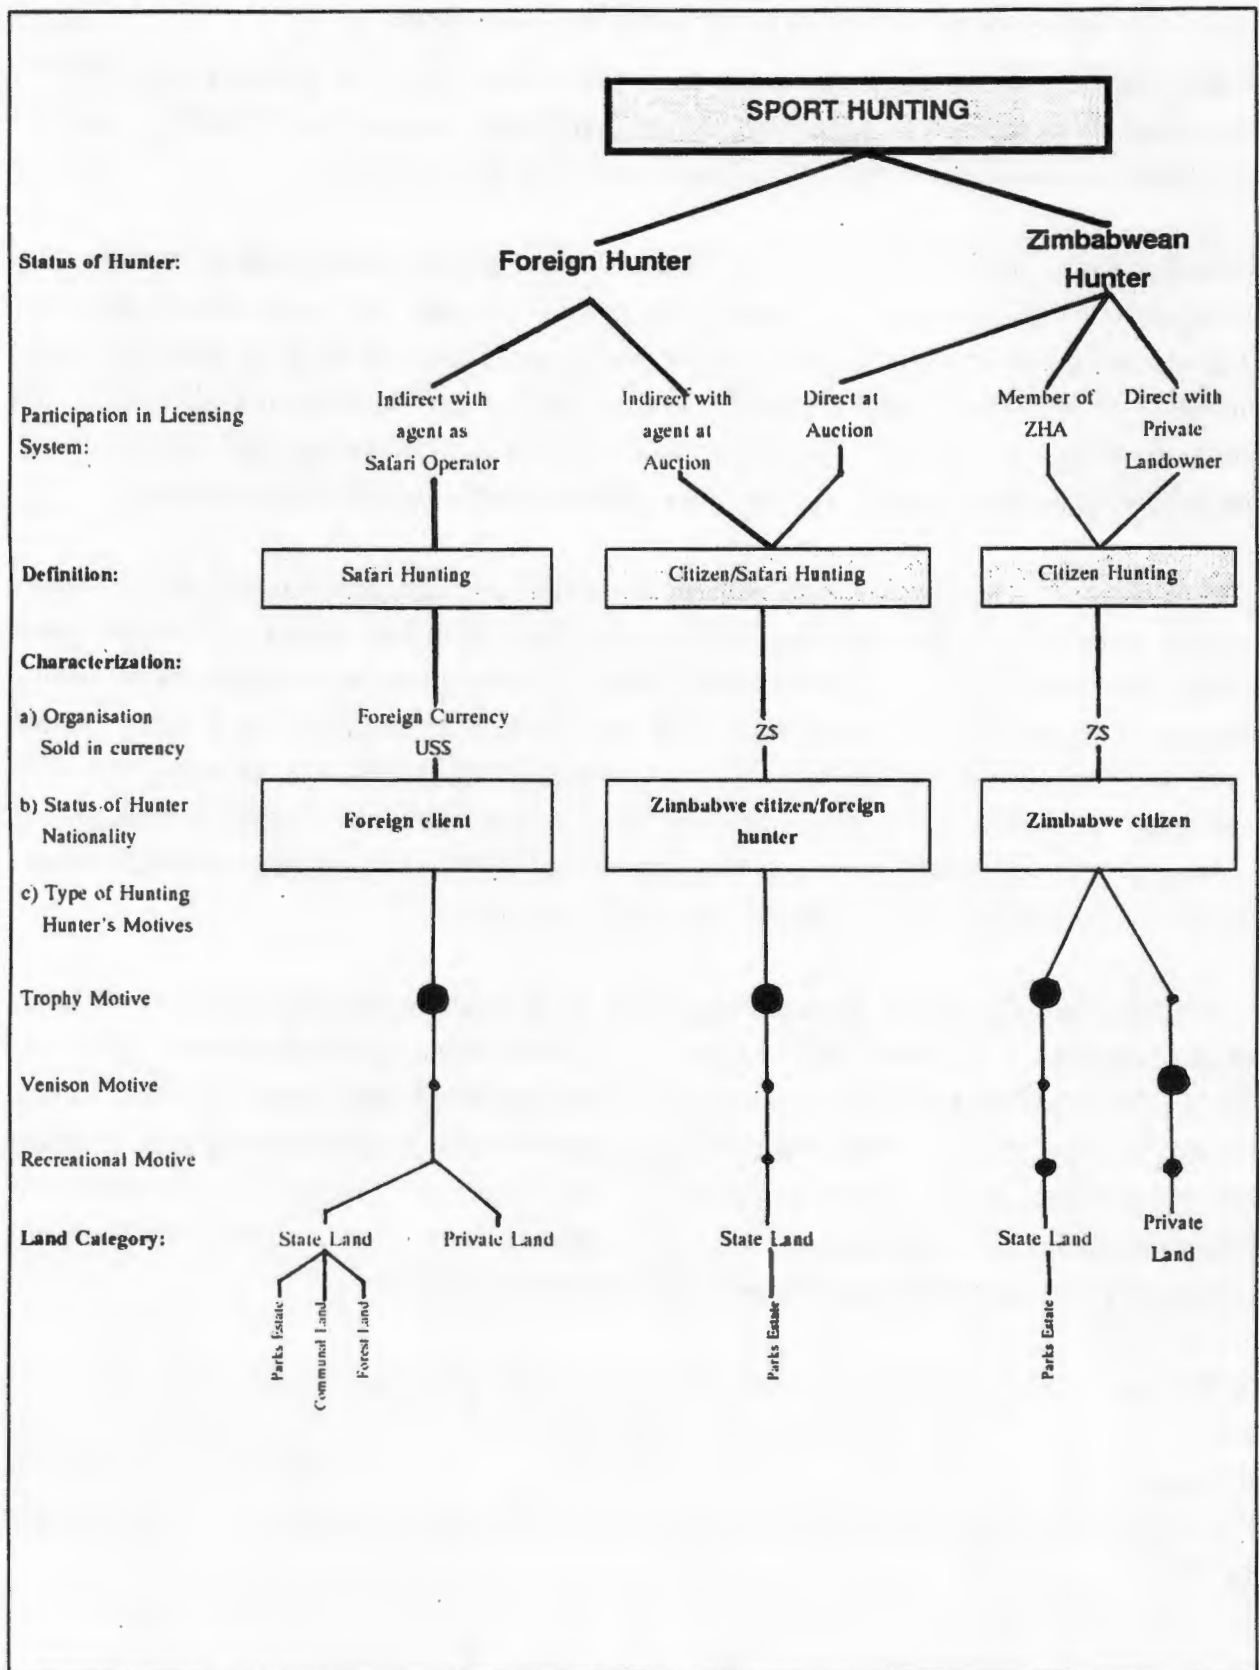 SPORT HUNTING
Status of Hunter:
Foreign Hunter
Zimbabwean
Hunter
Participation in Licensing
System:
Indirect with
agent as
Safari Operator
Indirect with
agent at
Auction
Direct at
Auction
Member of
ZHA
Direct with
Private
Landowner
Definition:
Safari Hunting
Citizen/Safari Hunting
Citizen Hunting
Characterization:
a) Organisation
Sold in currency
Foreign Currency
US$
Z$
Z$
b) Status of Hunter
Nationality
Foreign client
Zimbabwe citizen/foreign
hunter
Zimbabwe citizen
c) Type of Hunting
Hunter's Motives
Trophy Motive
Venison Motive
Recreational Motive
Land Category:
State Land
Private Land
State Land
State Land
Private
Land
Parks Estate
Communal Land
Forest Land
Parks Estate
Parks Estate